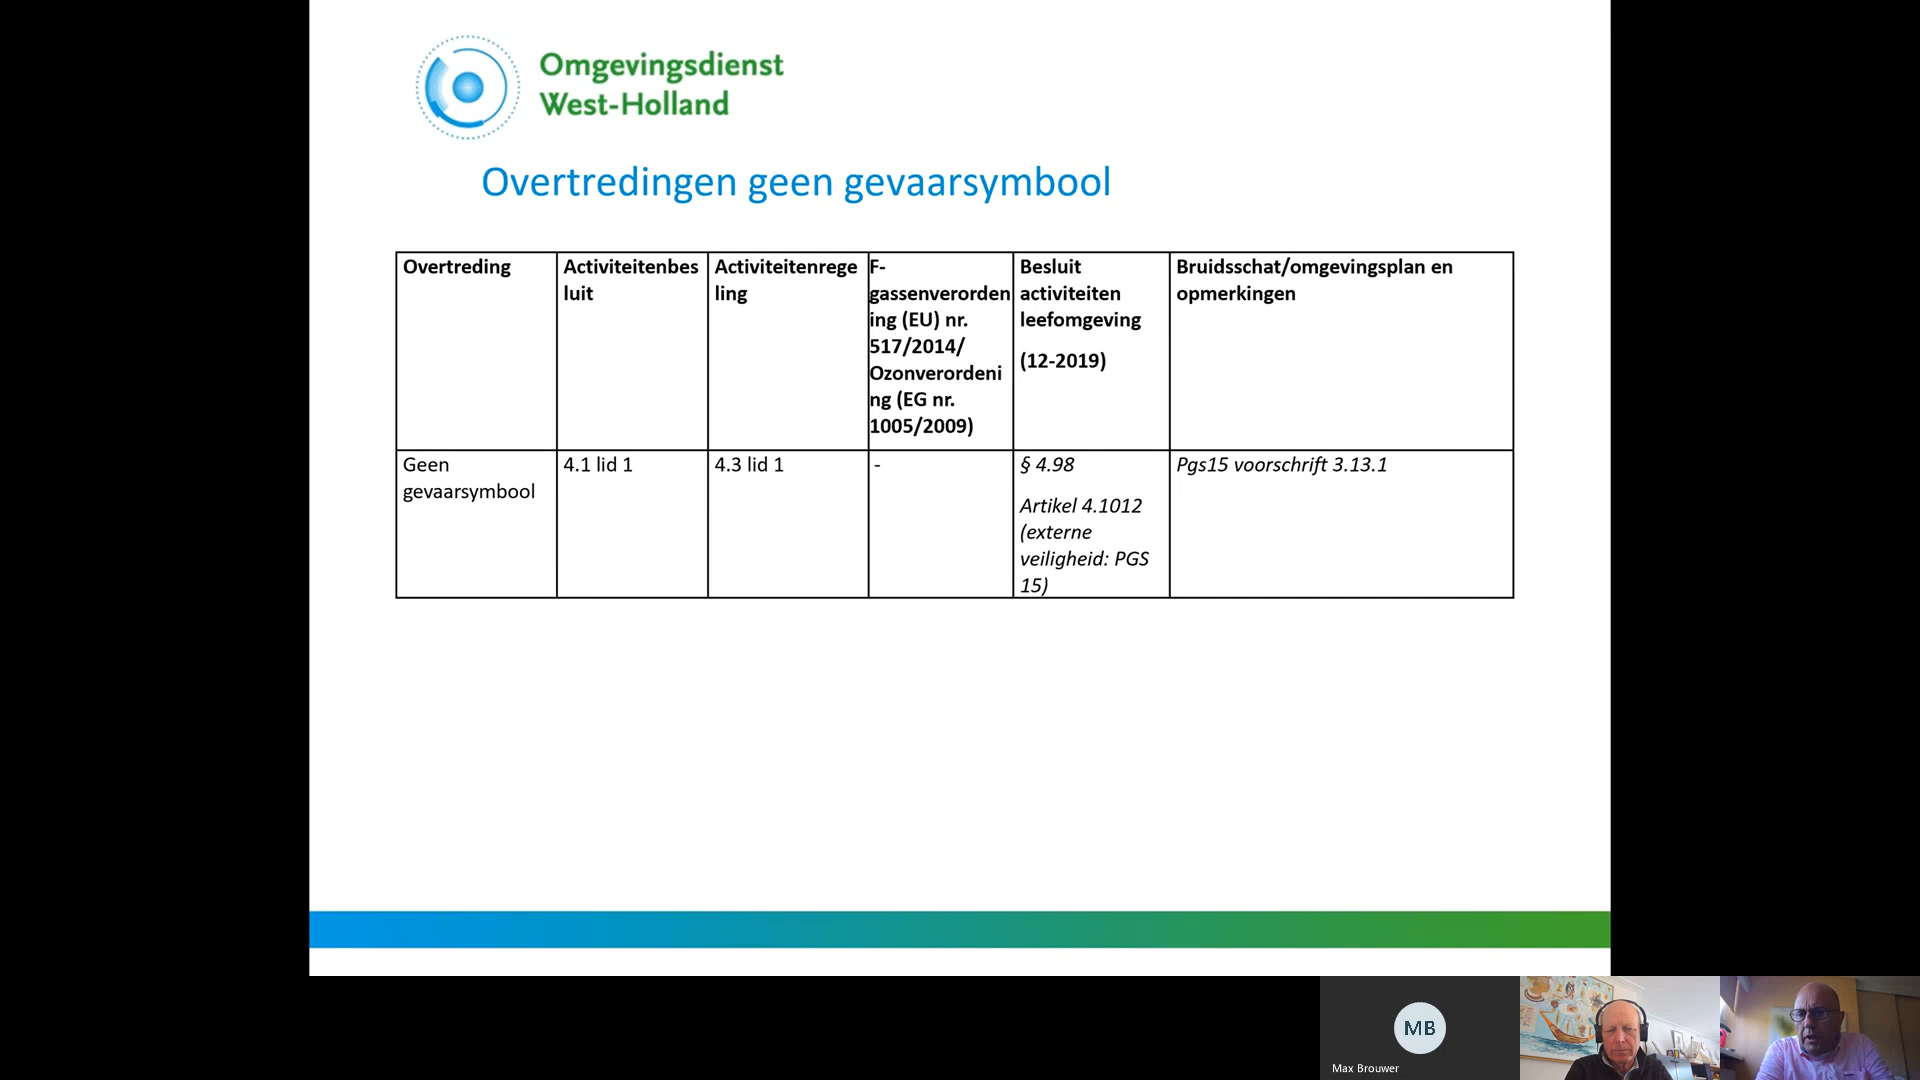 Omgevingsdienst
West-Holland
Overtredingen geen gevaarsymbool
Overtreding
Activiteitenbes
luit
Activiteitenrege
ling
F-
gassenverorden
ing (EU) nr.
517/2014/
Ozonverordeni
ng (EG nr.
1005/2009)
Besluit
activiteiten
leefomgeving
(12-2019)
Bruidsschat/omgevingsplan en
opmerkingen
Geen
gevaarsymbool
4.1 lid 1
4.3 lid 1
-
§ 4.98
Artikel 4.1012
(externe
veiligheid: PGS
15)
Pgs15 voorschrift 3.13.1
MB
Max Brouwer